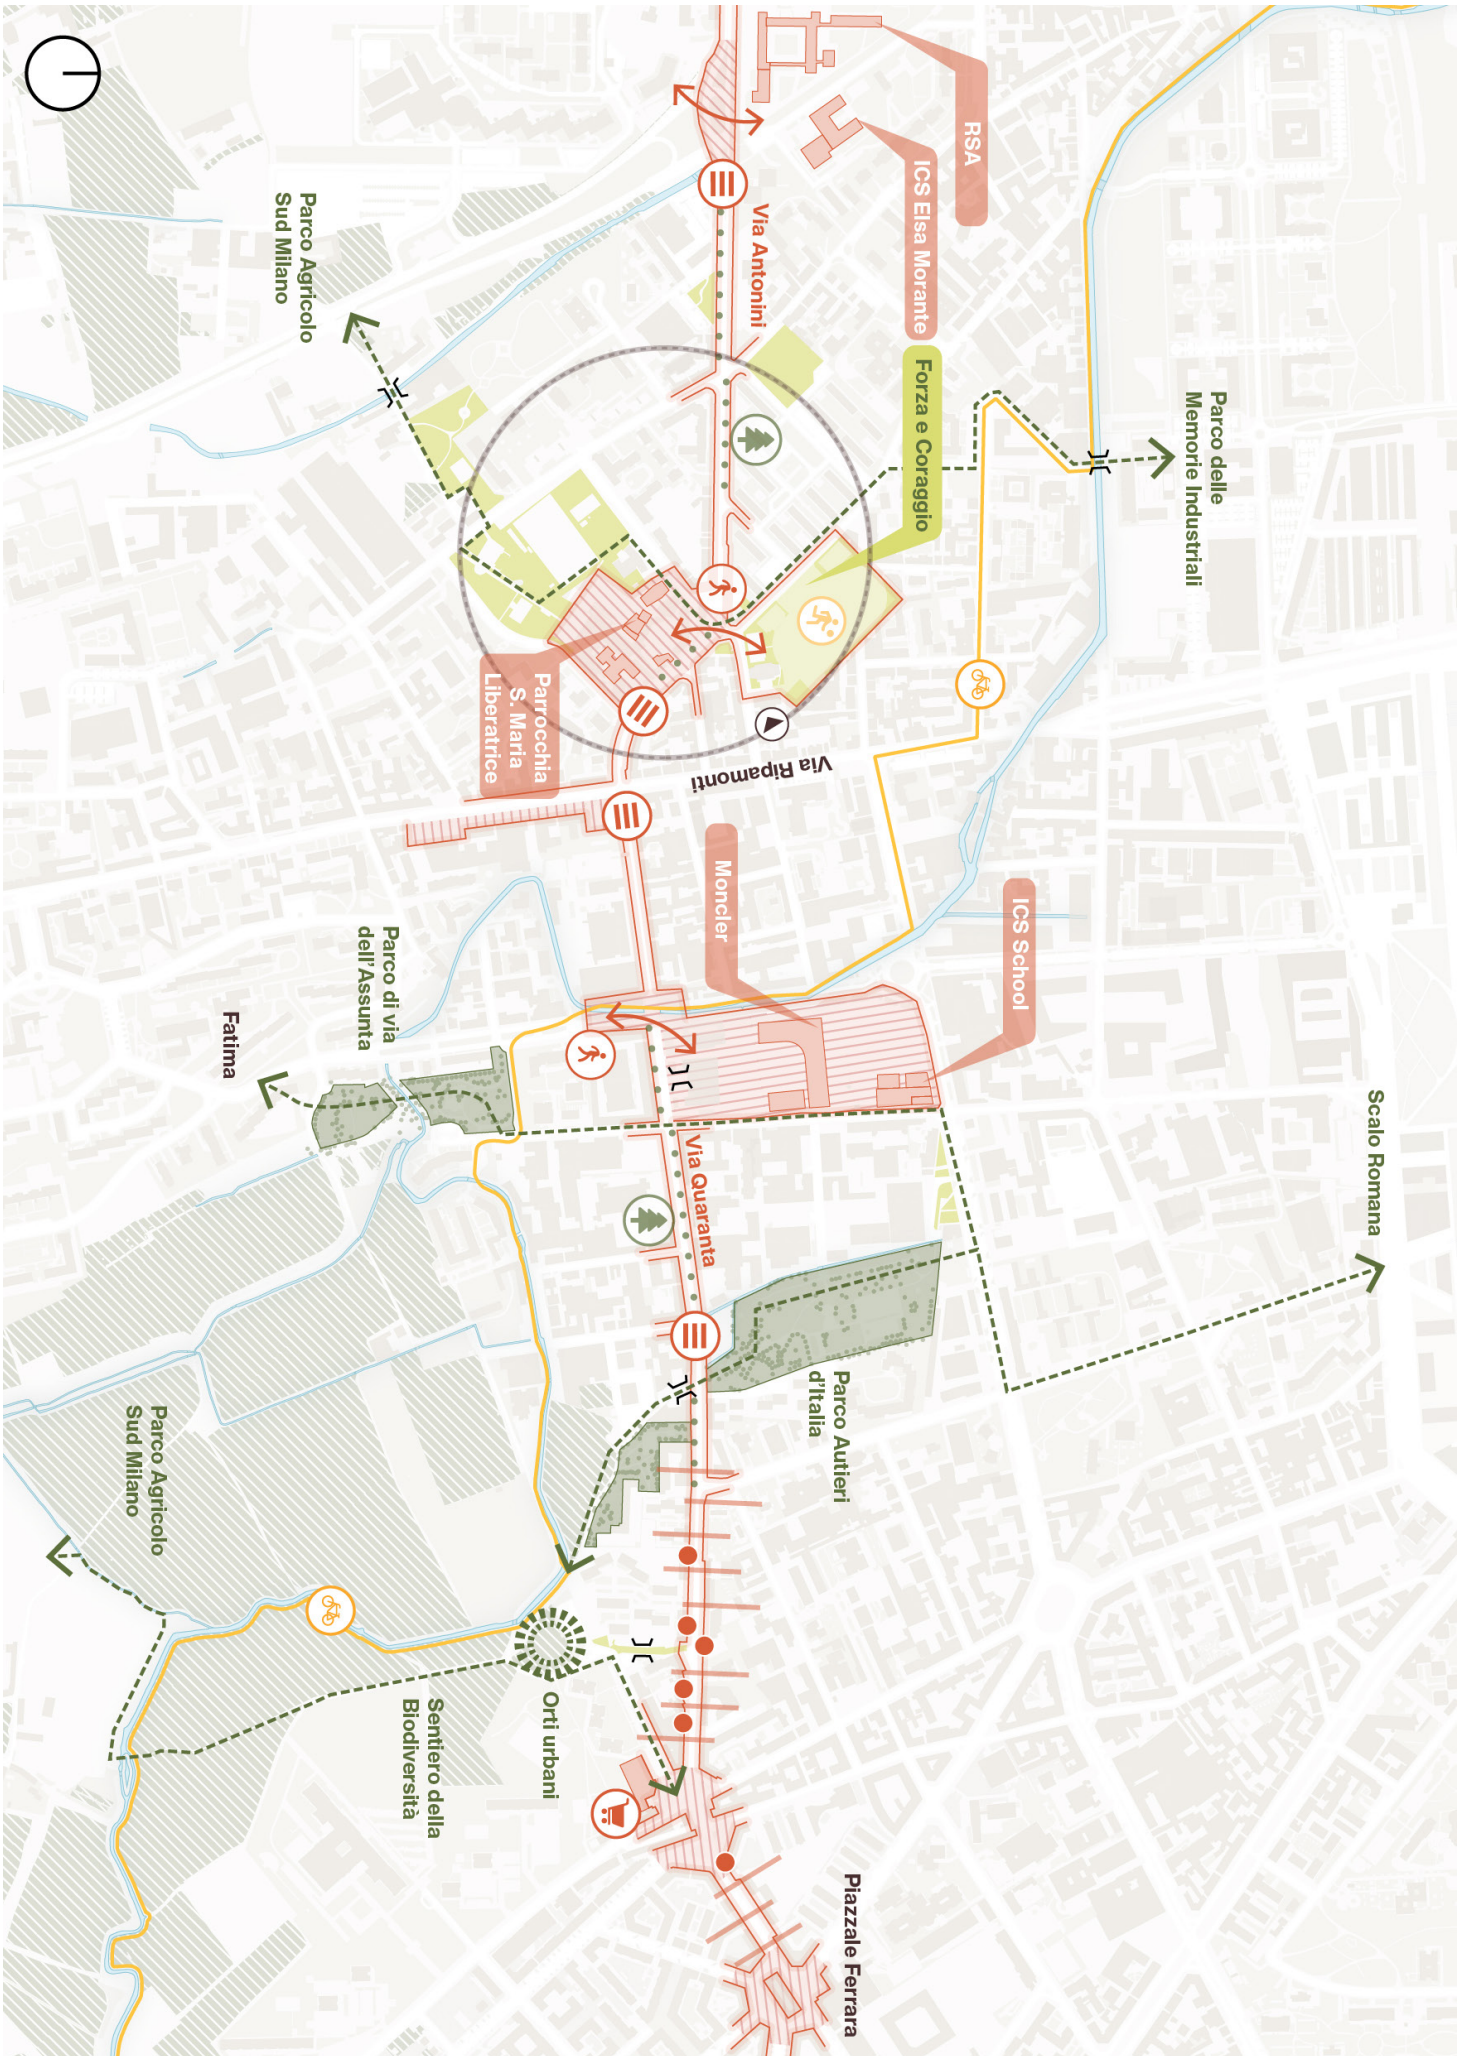 RSA
ICS Elsa Morante
Via Antonini
Parco Agricolo
Sud Milano
Forza e Coraggio
Parco delle
Memorie Industriali
Parrocchia
S. Maria
Liberatrice
Via Ripamonti
Moncler
ICS School
Parco di via
dell'Assunta
Fatima
Scalo Romana
Via Quaranta
Parco Autieri
d'Italia
Parco Agricolo
Sud Milano
Orti urbani
Sentiero della
Biodiversità
Piazzale Ferrara